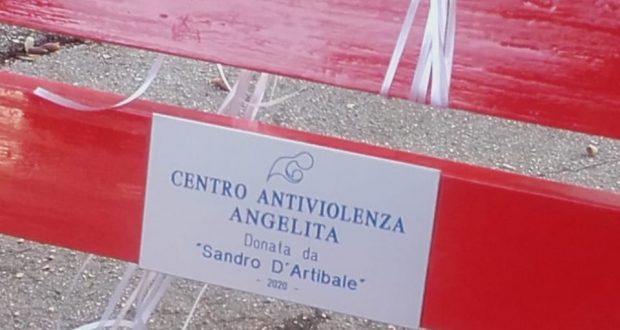 CENTRO ANTIVIOLENZA
ANGELITA
Donata da
"Sandro D'Artibale"
- 2020 -